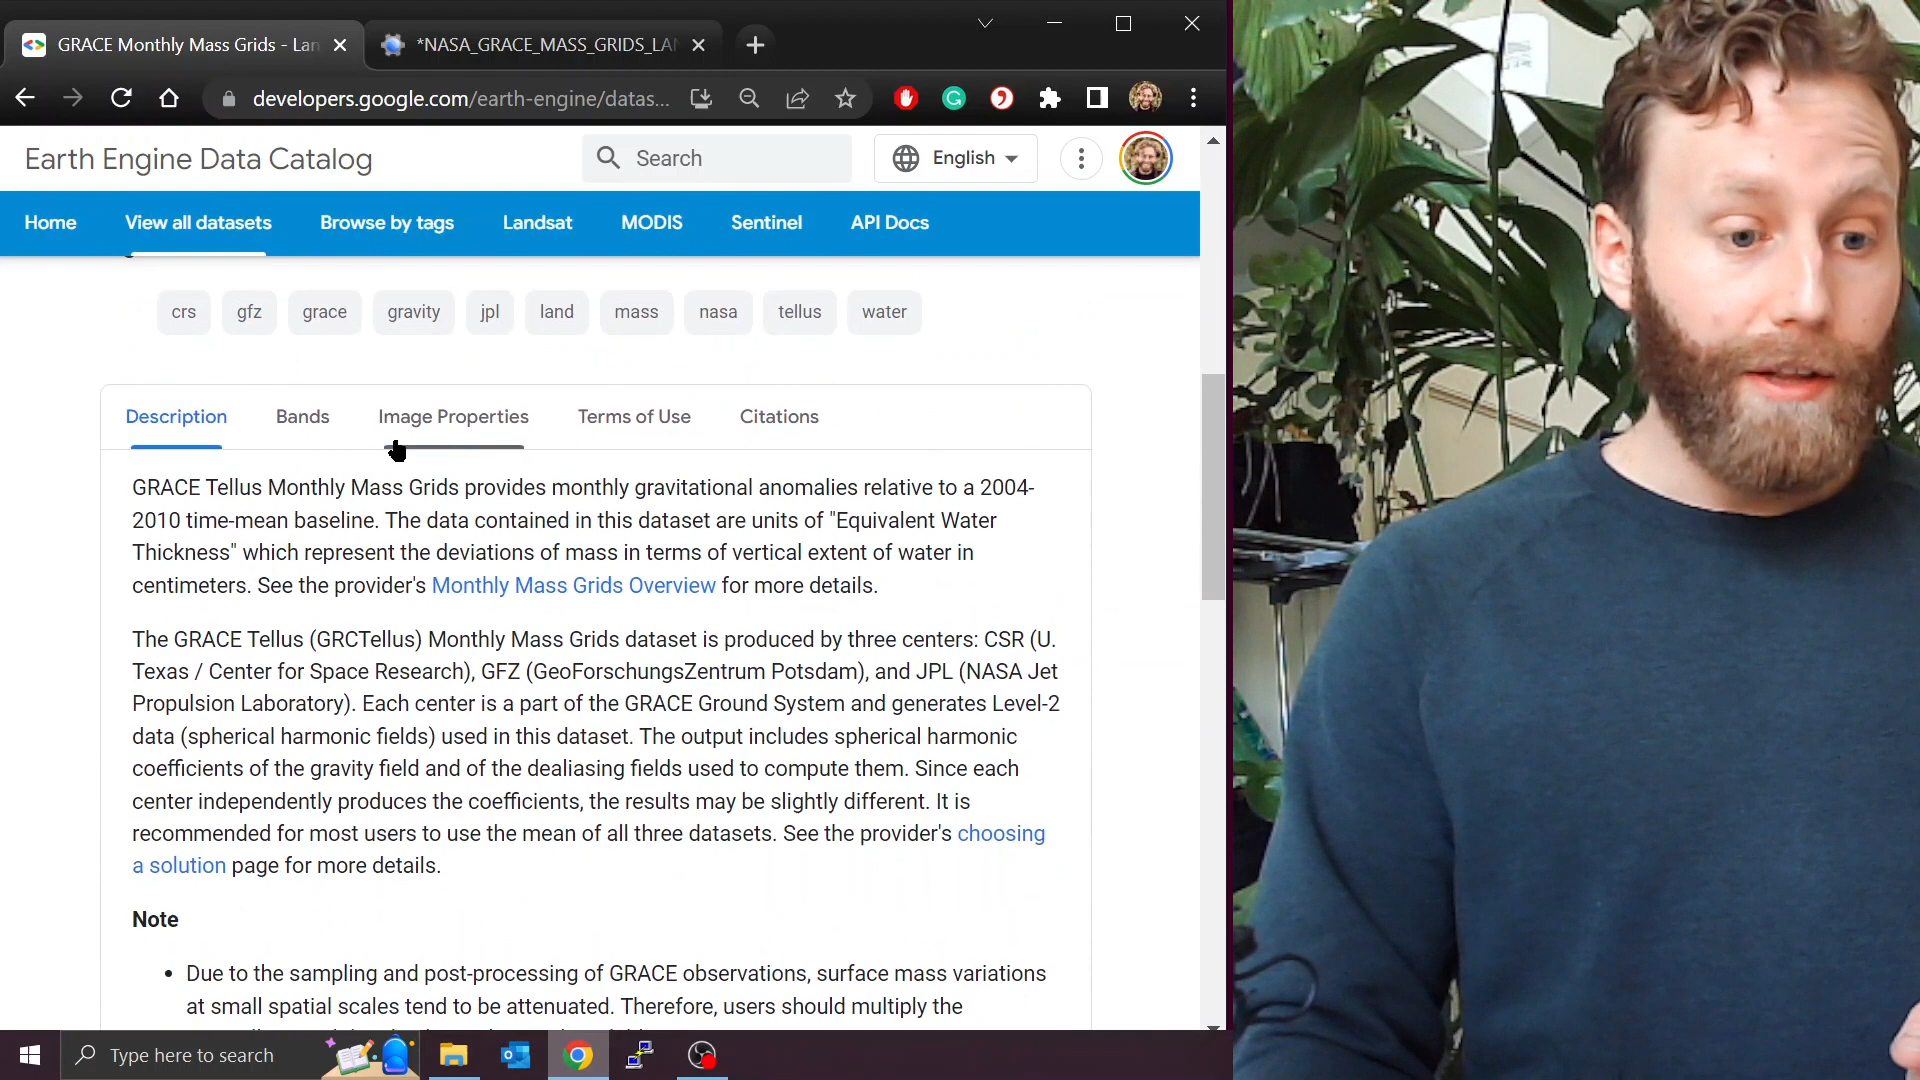 GRACE Monthly Mass Grids - Lan
*NASA_GRACE_MASS_GRIDS_LA
developers.google.com/earth-engine/datas...
Earth Engine Data Catalog
Search
English
Home
View all datasets
Browse by tags
Landsat
MODIS
Sentinel
API Docs
crs
gfz
grace
gravity
jpl
land
mass
nasa
tellus
water
Description
Bands
Image Properties
Terms of Use
Citations
GRACE Tellus Monthly Mass Grids provides monthly gravitational anomalies relative to a 2004-
2010 time-mean baseline. The data contained in this dataset are units of "Equivalent Water
Thickness" which represent the deviations of mass in terms of vertical extent of water in
centimeters. See the provider's Monthly Mass Grids Overview for more details.
The GRACE Tellus (GRCTellus) Monthly Mass Grids dataset is produced by three centers: CSR (U.
Texas / Center for Space Research), GFZ (GeoForschungsZentrum Potsdam), and JPL (NASA Jet
Propulsion Laboratory). Each center is a part of the GRACE Ground System and generates Level-2
data (spherical harmonic fields) used in this dataset. The output includes spherical harmonic
coefficients of the gravity field and of the dealiasing fields used to compute them. Since each
center independently produces the coefficients, the results may be slightly different. It is
recommended for most users to use the mean of all three datasets. See the provider's choosing
a solution page for more details.
Note
• Due to the sampling and post-processing of GRACE observations, surface mass variations
at small spatial scales tend to be attenuated. Therefore, users should multiply the
Type here to search